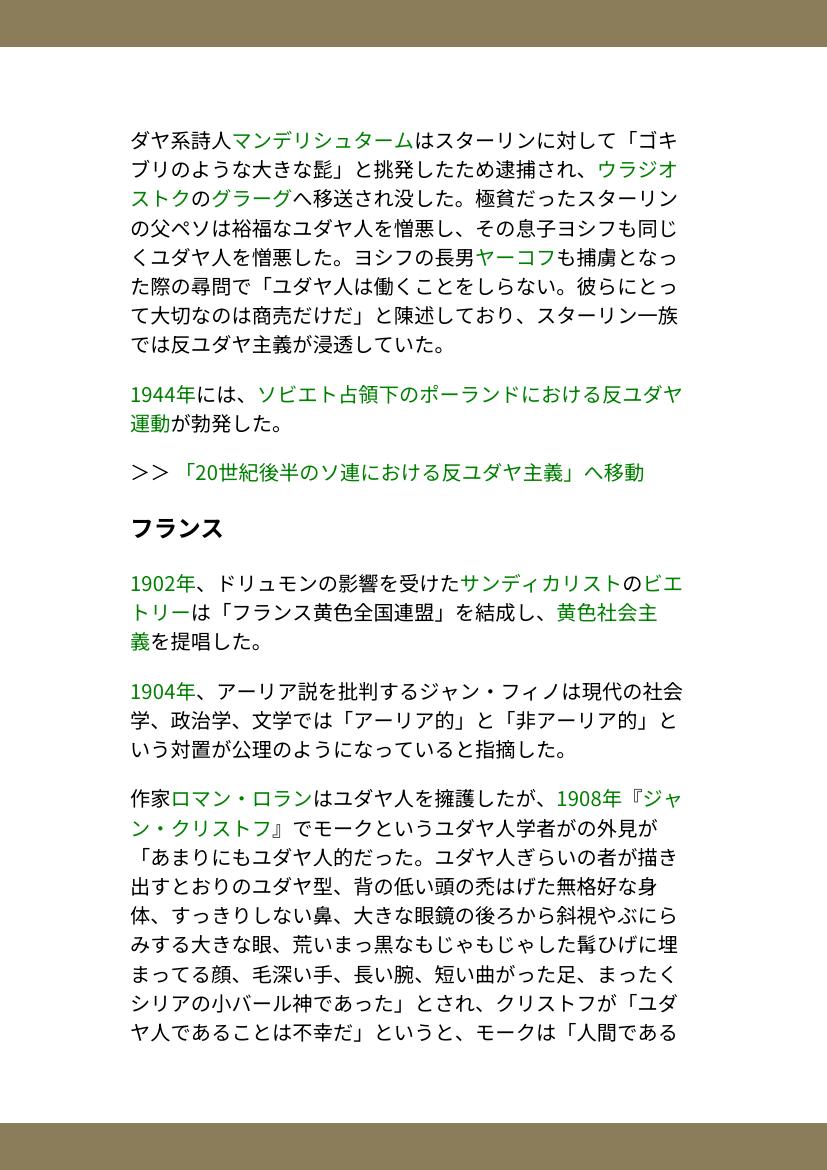 ダヤ系詩人マンデリシュタームはスターリンに対して「ゴキ
ブリのような大きな髭」と挑発したため逮捕され、ウラジオ
ストクのグラーグへ移送され没した。極貧だったスターリン
の父ペソは裕福なユダヤ人を憎悪し、その息子ヨシフも同じ
くユダヤ人を憎悪した。ヨシフの長男ヤーコフも捕虜となっ
た際の尋問で「ユダヤ人は働くことをしらない。彼らにとっ
て大切なのは商売だけだ」と陳述しており、スターリン一族
では反ユダヤ主義が浸透していた。
1944年には、ソビエト占領下のポーランドにおける反ユダヤ
運動が勃発した。
＞＞ 「20世紀後半のソ連における反ユダヤ主義」へ移動
フランス
1902年、ドリュモンの影響を受けたサンディカリストのビエ
トリーは「フランス黄色全国連盟」を結成し、黄色社会主
義を提唱した。
1904年、アーリア説を批判するジャン・フィノは現代の社会
学、政治学、文学では「アーリア的」と「非アーリア的」と
いう対置が公理のようになっていると指摘した。
作家ロマン・ロランはユダヤ人を擁護したが、1908年『ジャ
ン・クリストフ』でモークというユダヤ人学者がの外見が
「あまりにもユダヤ人的だった。ユダヤ人ぎらいの者が描き
出すとおりのユダヤ型、背の低い頭の禿はげた無格好な身
体、すっきりしない鼻、大きな眼鏡の後ろから斜視やぶにら
みする大きな眼、荒いまっ黒なもじゃもじゃした髯ひげに埋
まってる顔、毛深い手、長い腕、短い曲がった足、まったく
シリアの小バール神であった」とされ、クリストフが「ユダ
ヤ人であることは不幸だ」というと、モークは「人間である